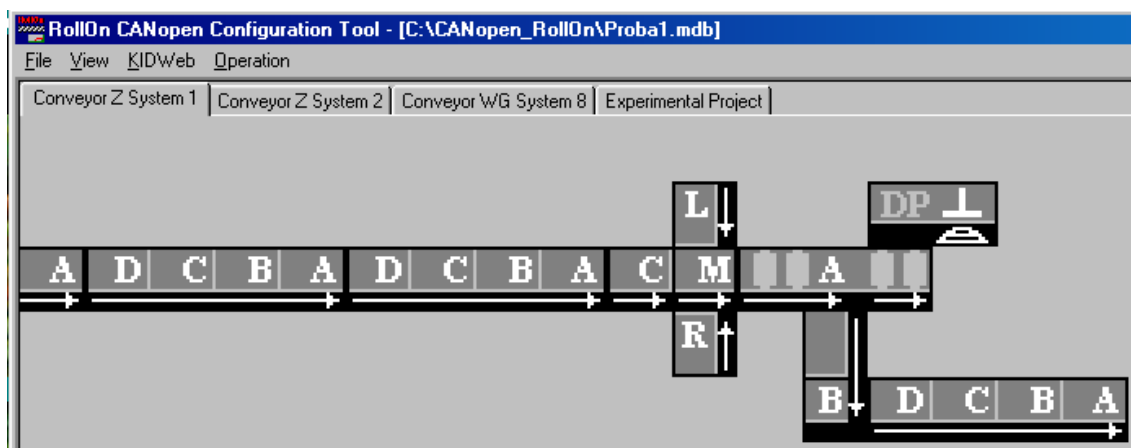 RollOn CANopen Configuration Tool - [C:\CANopen_RollOn\Proba1.mdb]
File View KIDWeb Operation
Conveyor Z System 1 Conveyor Z System 2 Conveyor WG System 8 Experimental Project
L DP
A D C B A D C B A C M A
R
B D C B A